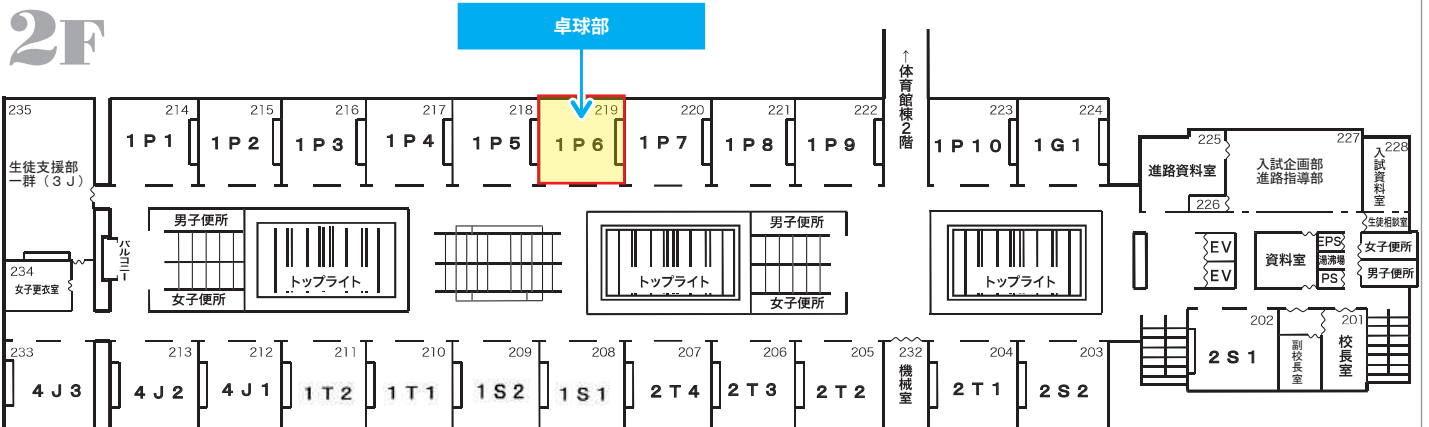 2F
卓球部
↑体育館棟2階
235
214
215
216
217
218
219
220
221
222
223
224
1P1
1P2
1P3
1P4
1P5
1P6
1P7
1P8
1P9
1P10
1G1
225
進路資料室
226
227
入試企画部
進路指導部
228
入試資料室
生徒支援部
一群(3J)
生徒相談室
男子便所
トップライト
女子便所
バルコニー
男子便所
トップライト
女子便所
トップライト
EV
EV
資料室
EPS
湯沸場
PS
女子便所
男子便所
234
女子更衣室
233
213
212
211
210
209
208
207
206
205
232
204
203
202
201
4J3
4J2
4J1
1T2
1T1
1S2
1S1
2T4
2T3
2T2
機械室
2T1
2S2
2S1
副校長室
校長室